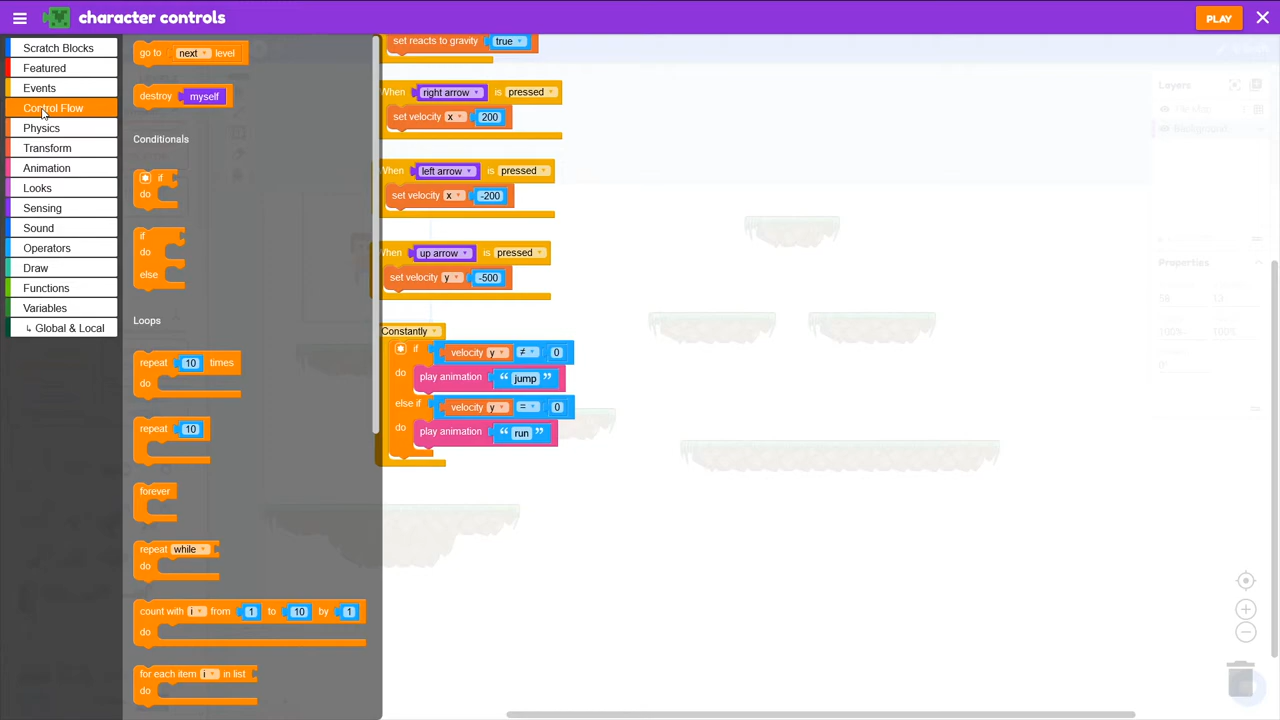 character controls
PLAY
Scratch Blocks
Featured
Events
Control Flow
Physics
Transform
Animation
Looks
Sensing
Sound
Operators
Draw
Functions
Variables
↳ Global & Local
go to next level
destroy myself
Conditionals
if
do
if
do
else
Loops
repeat 10 times
do
repeat 10
forever
repeat while
do
count with i from 1 to 10 by 1
do
for each item i in list
do
set reacts to gravity true
When right arrow is pressed
set velocity x 200
When left arrow is pressed
set velocity x -200
When up arrow is pressed
set velocity y -500
Constantly
if velocity y ≠ 0
do play animation “ jump ”
else if velocity y = 0
do play animation “ run ”
Layers
Tile Map
Background
Properties